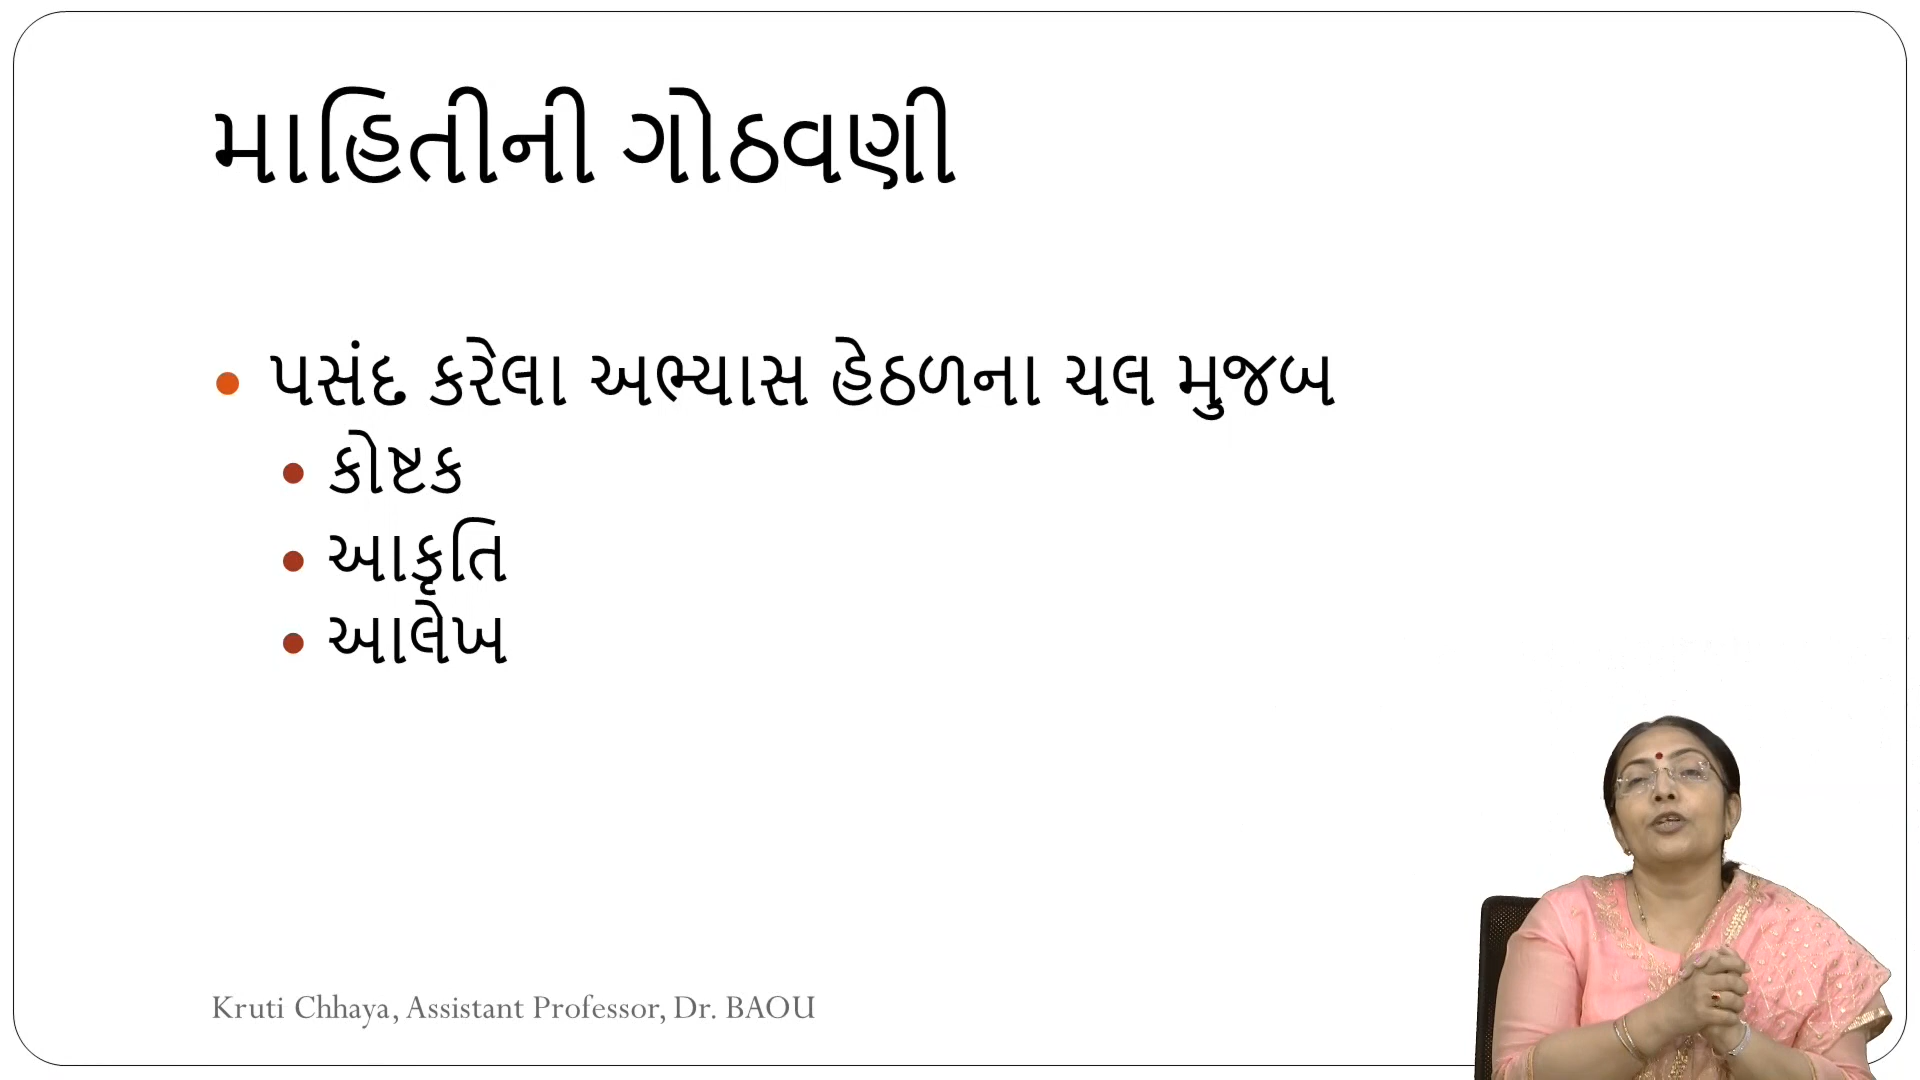 માહિતીની ગોઠવણી
પસંદ કરેલા અભ્યાસ હેઠળના ચલ મુજબ
કોષ્ટક
આકૃતિ
આલેખ
Kruti Chhaya, Assistant Professor, Dr. BAOU